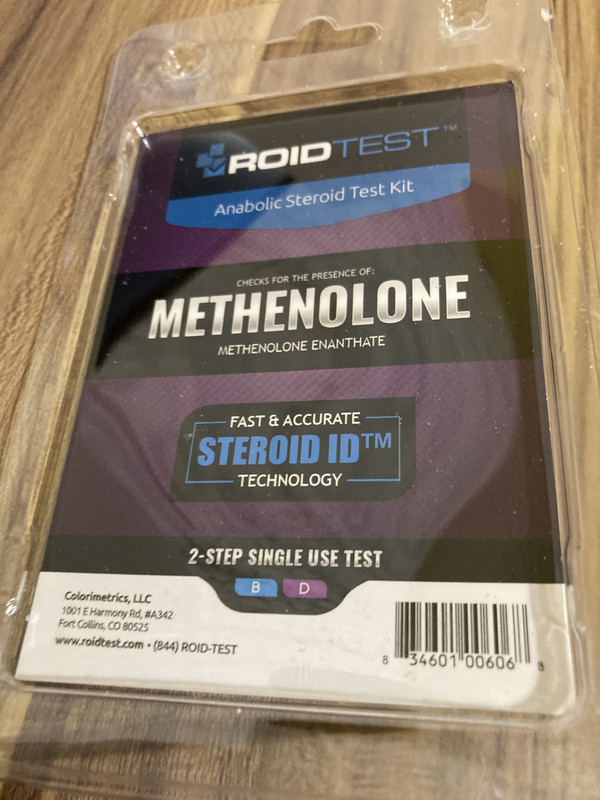 ROIDTEST™
Anabolic Steroid Test Kit
CHECKS FOR THE PRESENCE OF:
METHENOLONE
METHENOLONE ENANTHATE
FAST & ACCURATE
STEROID ID™
TECHNOLOGY
2-STEP SINGLE USE TEST
B D
Colorimetrics, LLC
1001 E Harmony Rd, #A342
Fort Collins, CO 80525
www.roidtest.com • (844) ROID-TEST
8 34601 00606 8